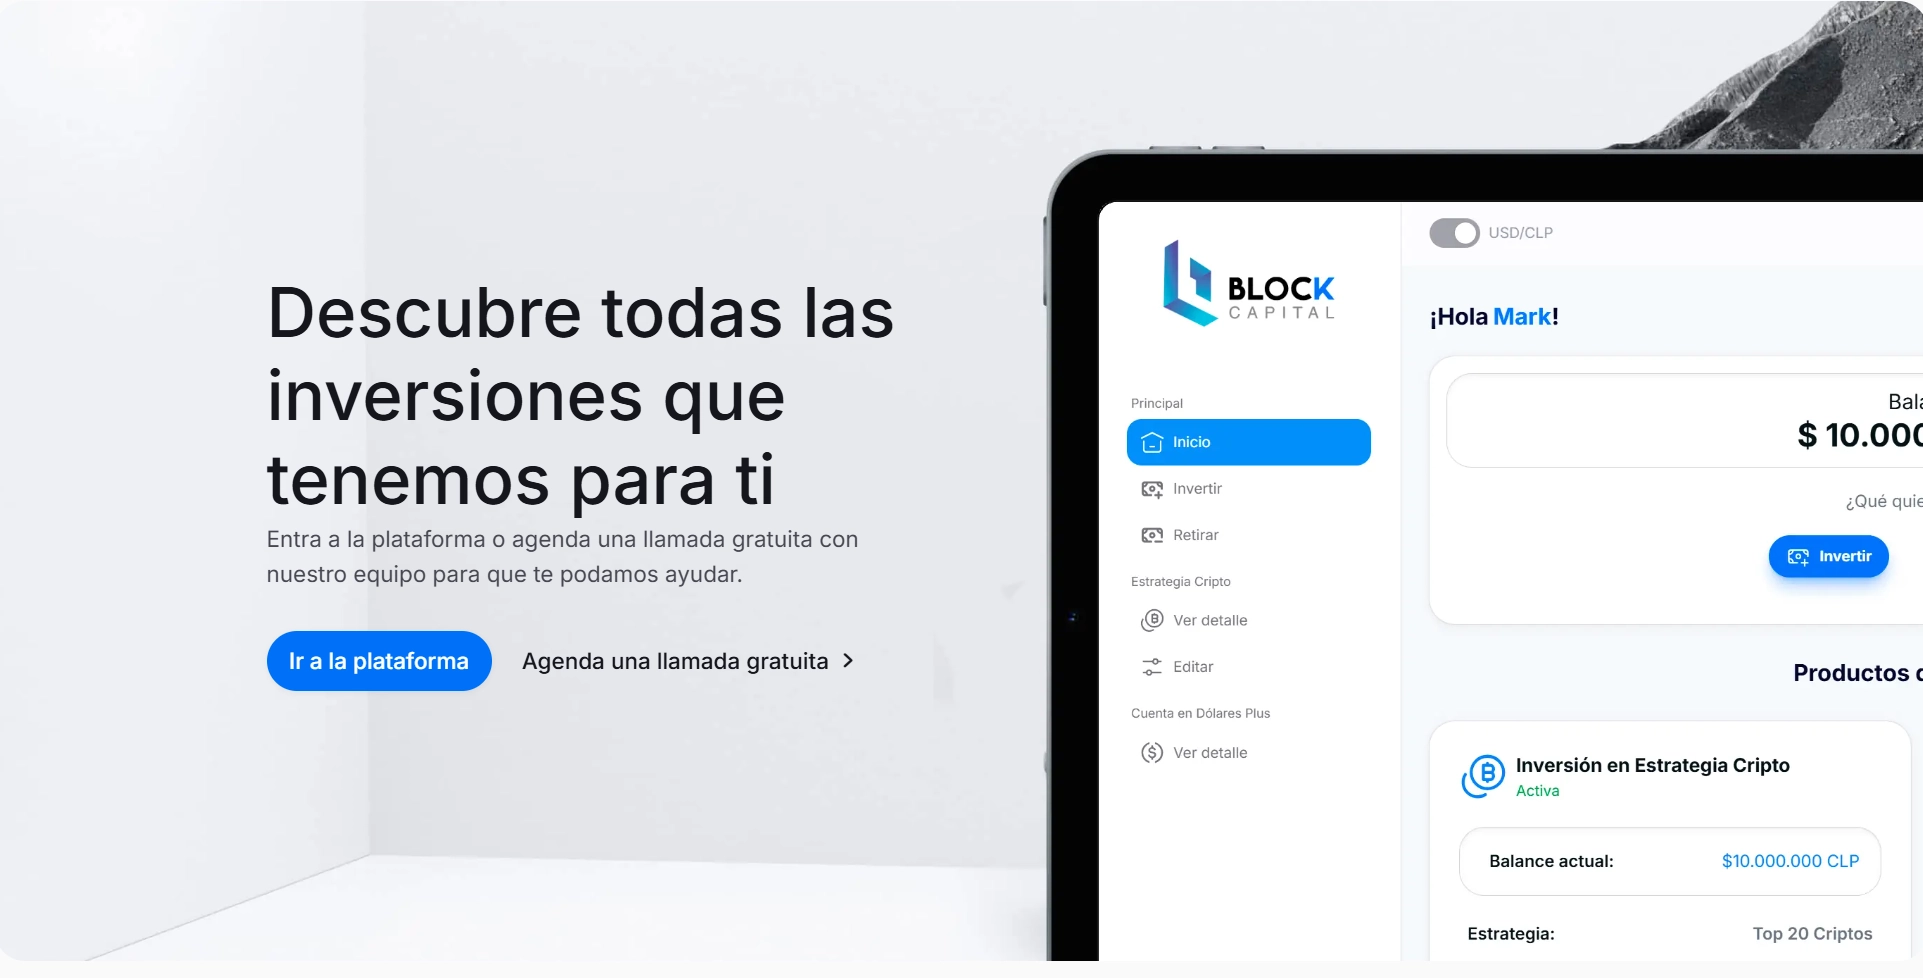 Descubre todas las
inversiones que
tenemos para ti
Entra a la plataforma o agenda una llamada gratuita con
nuestro equipo para que te podamos ayudar.
Ir a la plataforma
Agenda una llamada gratuita
BLOCK
CAPITAL
Principal
Inicio
Invertir
Retirar
Estrategia Cripto
Ver detalle
Editar
Cuenta en Dólares Plus
Ver detalle
USD/CLP
¡Hola Mark!
$ 10.000
¿Qué
Invertir
Productos
Inversión en Estrategia Cripto
Activa
Balance actual: $10.000.000 CLP
Estrategia: Top 20 Criptos